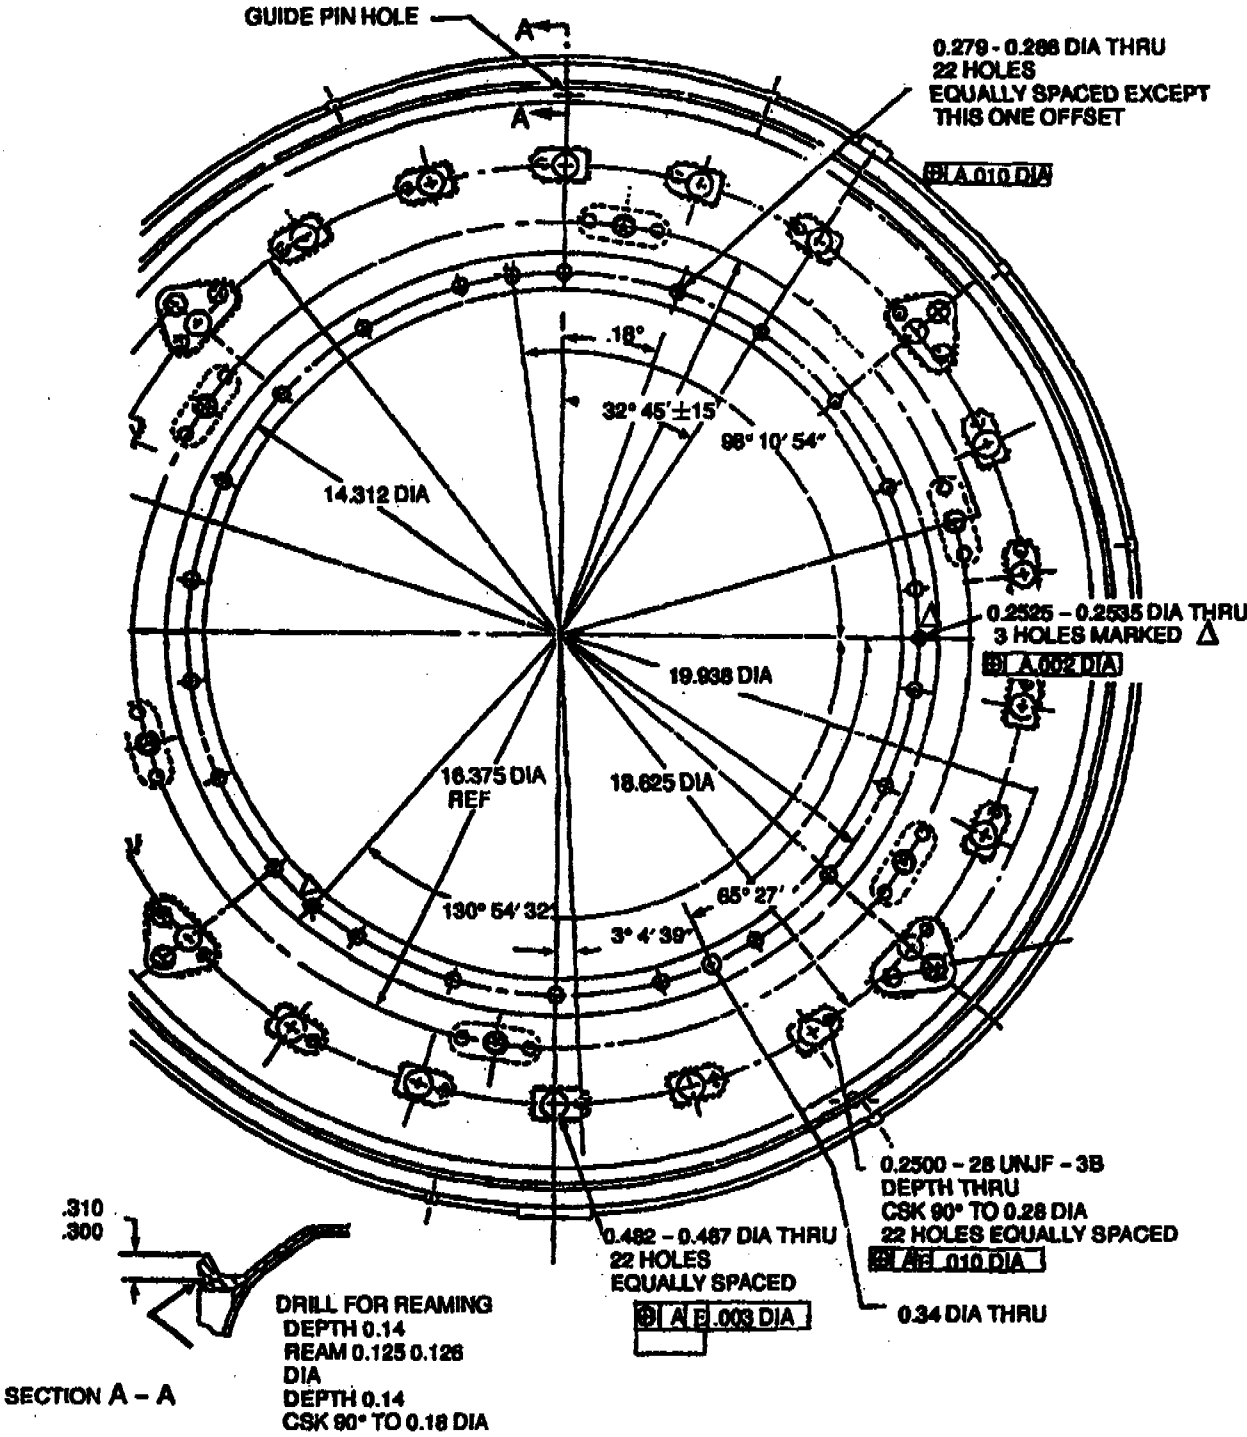 GUIDE PIN HOLE
A
A
0.279 - 0.286 DIA THRU
22 HOLES
EQUALLY SPACED EXCEPT
THIS ONE OFFSET
⌖ A .010 DIA
.18°
32° 45′ ±15′
98° 10′ 54″
14.312 DIA
0.2525 - 0.2535 DIA THRU
3 HOLES MARKED Δ
⌖ A .002 DIA
Δ
19.938 DIA
16.375 DIA
REF
18.625 DIA
Δ
65° 27′
130° 54′ 32″
3° 4′ 39″
0.2500 - 28 UNJF - 3B
DEPTH THRU
CSK 90° TO 0.28 DIA
22 HOLES EQUALLY SPACED
⌖ A .010 DIA
0.34 DIA THRU
0.482 - 0.487 DIA THRU
22 HOLES
EQUALLY SPACED
⌖ A .003 DIA
.310
.300
DRILL FOR REAMING
DEPTH 0.14
REAM 0.125 0.126
DIA
DEPTH 0.14
CSK 90° TO 0.18 DIA
SECTION A - A